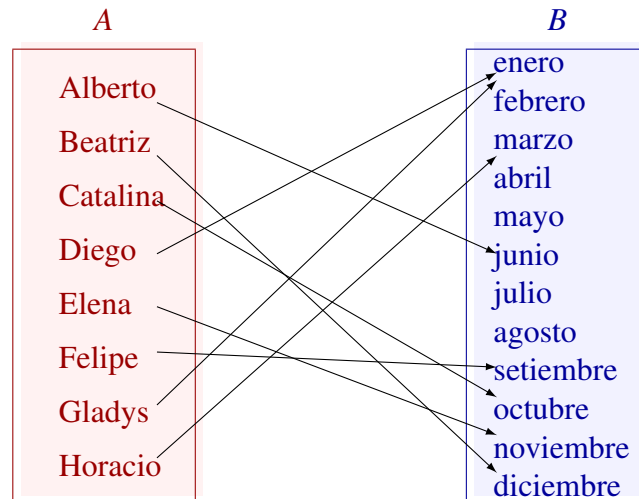 A
B
Alberto
Beatriz
Catalina
Diego
Elena
Felipe
Gladys
Horacio
enero
febrero
marzo
abril
mayo
junio
julio
agosto
setiembre
octubre
noviembre
diciembre